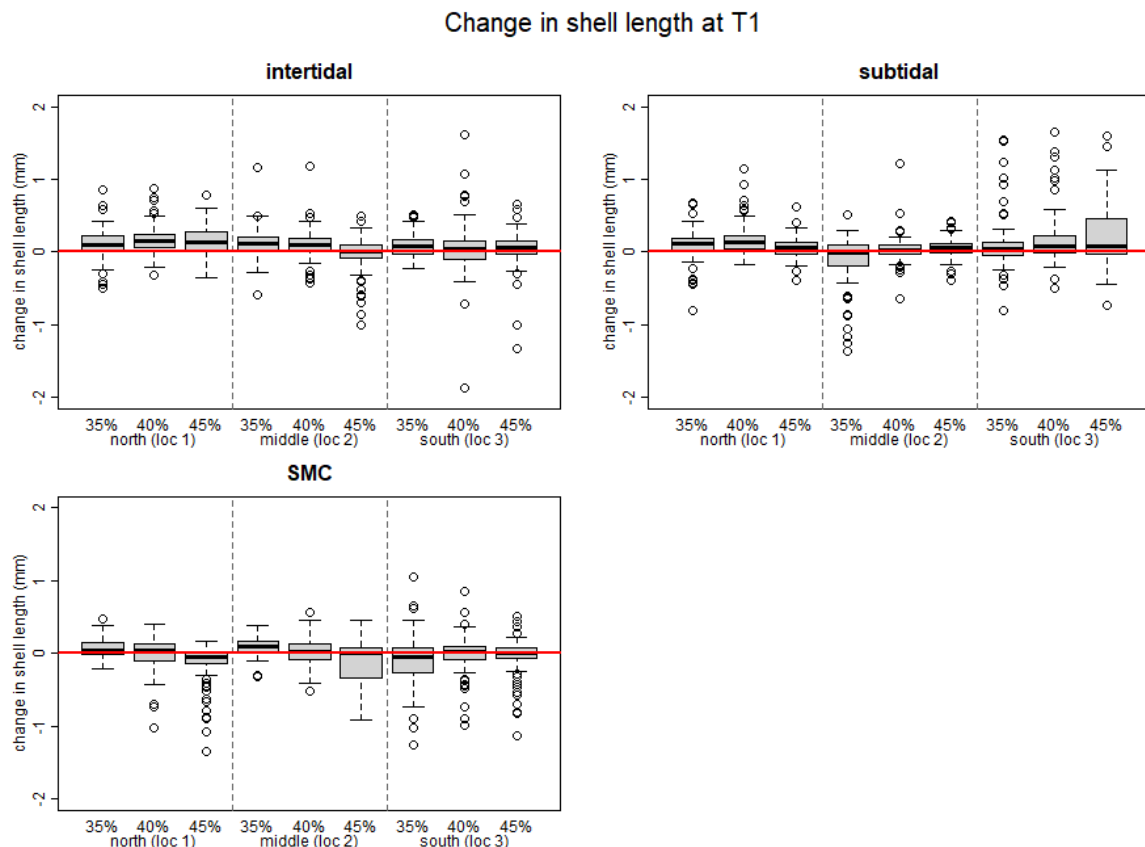 Change in shell length at T1
intertidal
change in shell length (mm)
2
1
0
-1
-2
35% 40% 45% 35% 40% 45% 35% 40% 45%
north (loc 1) middle (loc 2) south (loc 3)
subtidal
change in shell length (mm)
2
1
0
-1
-2
35% 40% 45% 35% 40% 45% 35% 40% 45%
north (loc 1) middle (loc 2) south (loc 3)
SMC
change in shell length (mm)
2
1
0
-1
-2
35% 40% 45% 35% 40% 45% 35% 40% 45%
north (loc 1) middle (loc 2) south (loc 3)